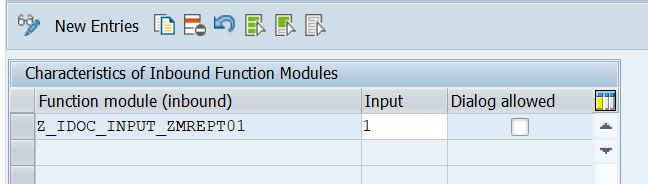 New Entries
Characteristics of Inbound Function Modules
Function module (inbound) Input Dialog allowed
Z_IDOC_INPUT_ZMREPT01 1